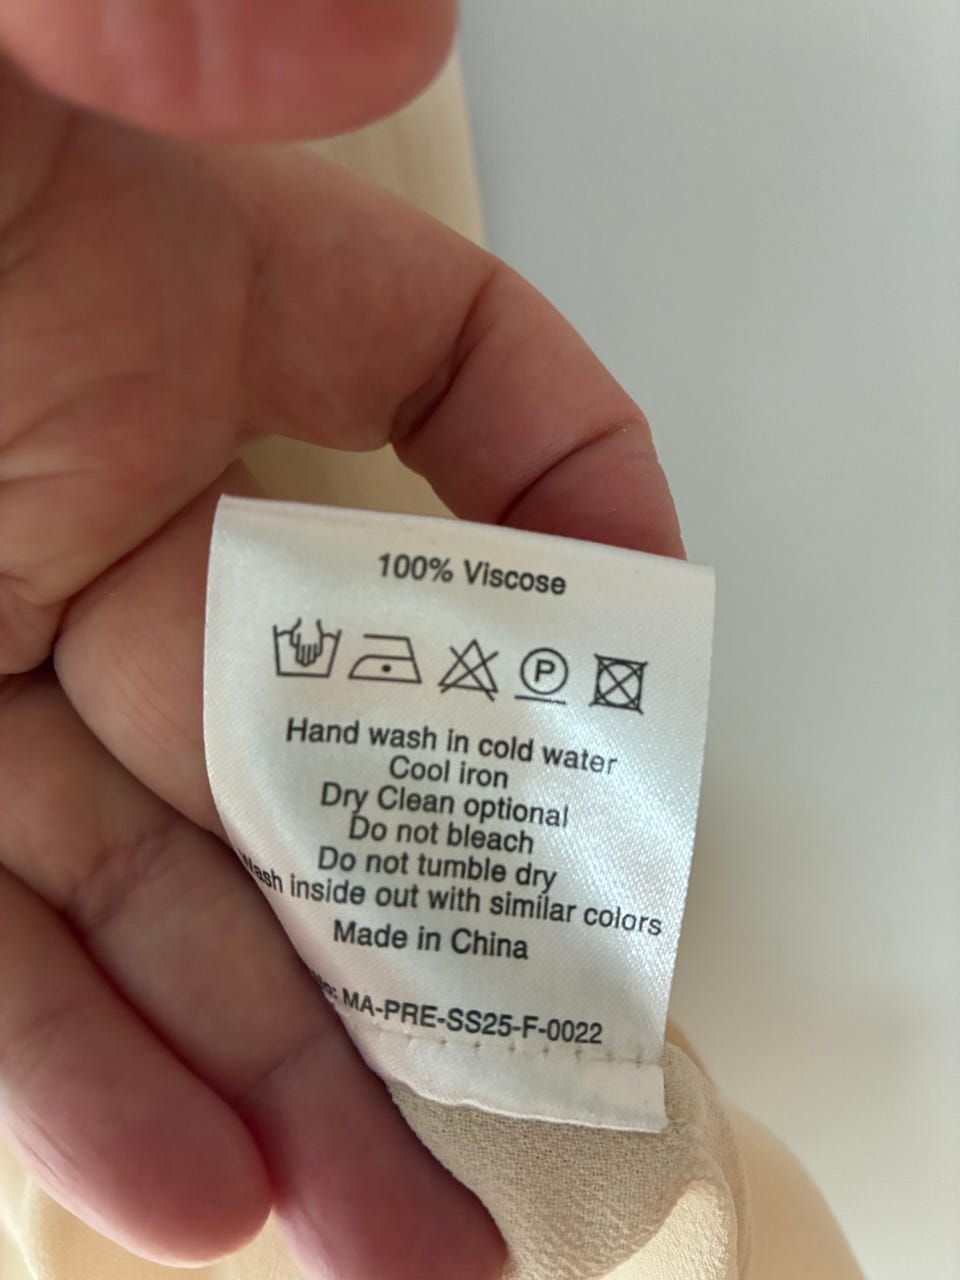 100% Viscose
P
Hand wash in cold water
Cool iron
Dry Clean optional
Do not bleach
Do not tumble dry
Wash inside out with similar colors
Made in China
MA-PRE-SS25-F-0022